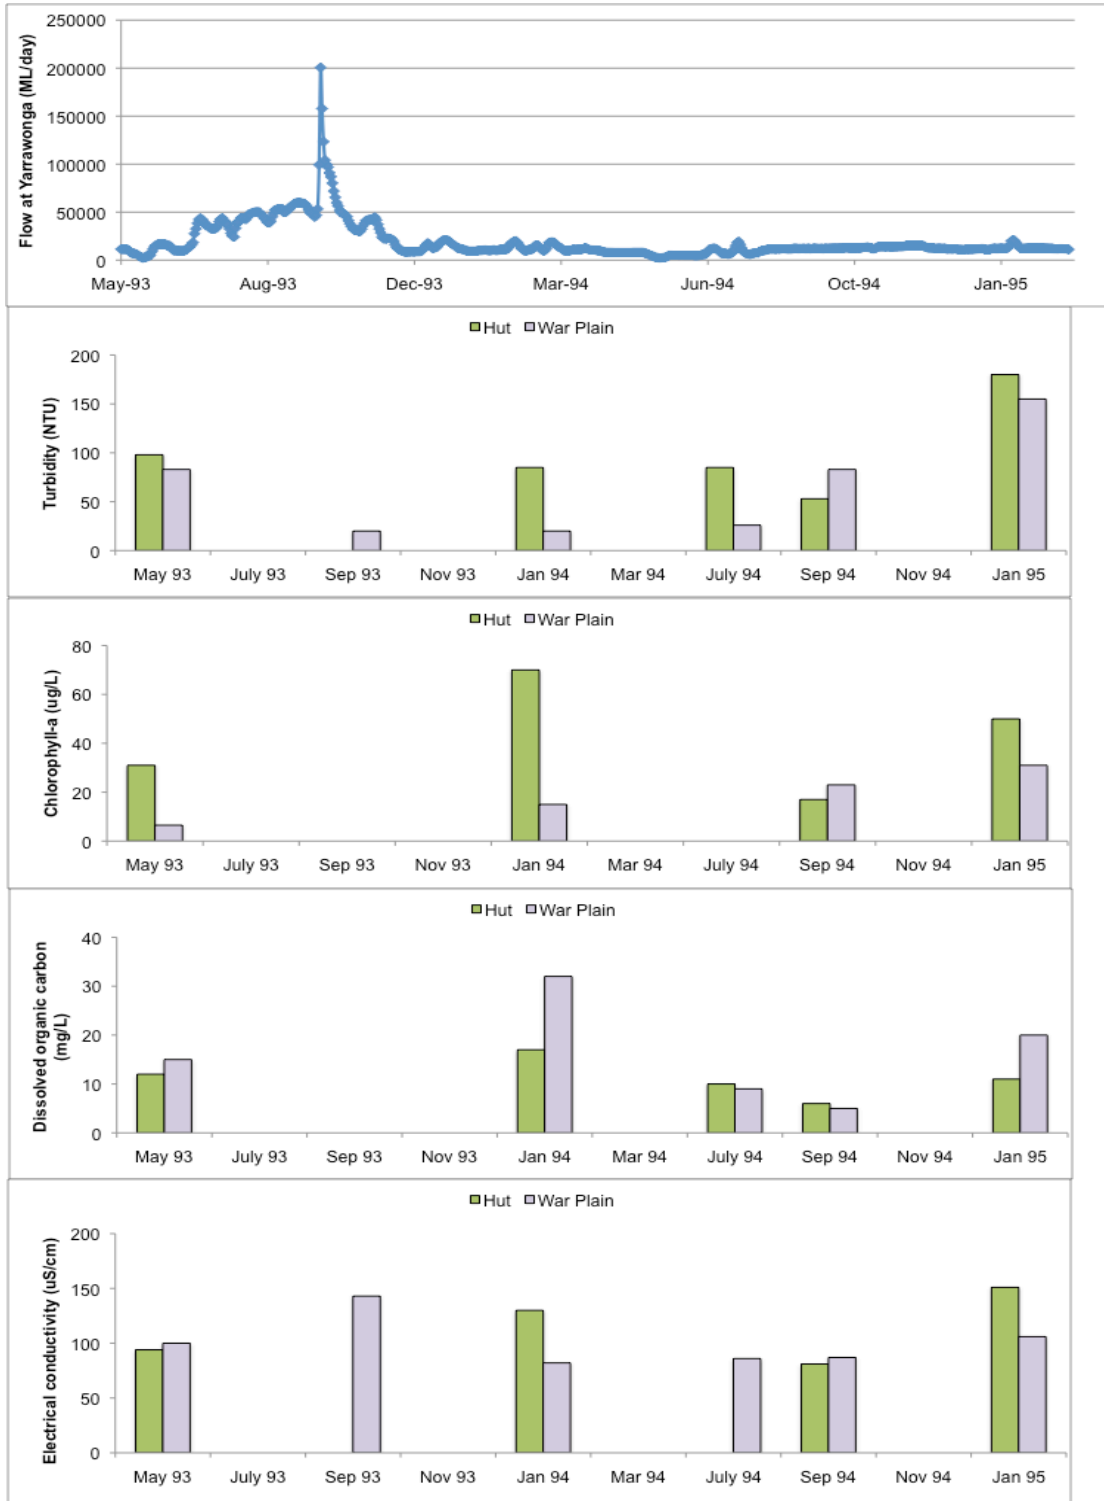 Flow at Yarrawonga (ML/day)
250000
200000
150000
100000
50000
0
May-93 Aug-93 Dec-93 Mar-94 Jun-94 Oct-94 Jan-95
Hut War Plain
Turbidity (NTU)
200
150
100
50
0
May 93 July 93 Sep 93 Nov 93 Jan 94 Mar 94 July 94 Sep 94 Nov 94 Jan 95
Hut War Plain
Chlorophyll-a (ug/L)
80
60
40
20
0
May 93 July 93 Sep 93 Nov 93 Jan 94 Mar 94 July 94 Sep 94 Nov 94 Jan 95
Hut War Plain
Dissolved organic carbon
(mg/L)
40
30
20
10
0
May 93 July 93 Sep 93 Nov 93 Jan 94 Mar 94 July 94 Sep 94 Nov 94 Jan 95
Hut War Plain
Electrical conductivity (uS/cm)
200
150
100
50
0
May 93 July 93 Sep 93 Nov 93 Jan 94 Mar 94 July 94 Sep 94 Nov 94 Jan 95